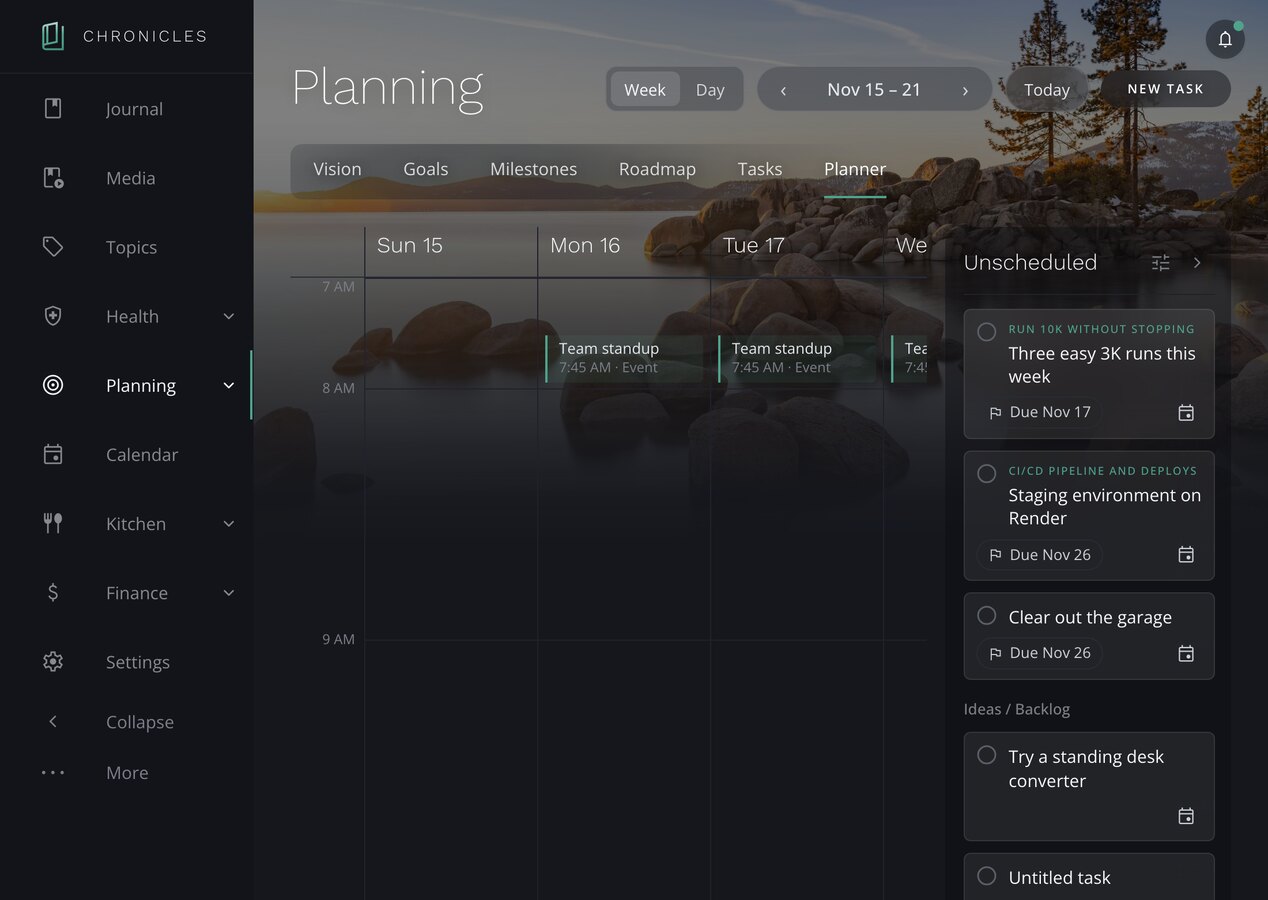 CHRONICLES
Journal
Media
Topics
Health
Planning
Calendar
Kitchen
Finance
Settings
Collapse
More
Planning
Week
Day
Nov 15 – 21
Today
NEW TASK
Vision
Goals
Milestones
Roadmap
Tasks
Planner
Sun 15
Mon 16
Tue 17
We
7 AM
8 AM
9 AM
Team standup
7:45 AM · Event
Team standup
7:45 AM · Event
Tea
7:45
Unscheduled
RUN 10K WITHOUT STOPPING
Three easy 3K runs this
week
Due Nov 17
CI/CD PIPELINE AND DEPLOYS
Staging environment on
Render
Due Nov 26
Clear out the garage
Due Nov 26
Ideas / Backlog
Try a standing desk
converter
Untitled task